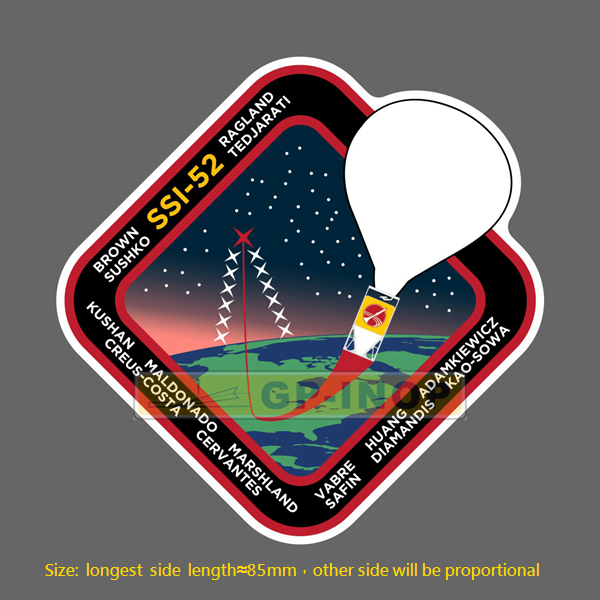 RAGLAND
TEDJARATI
SSI-52
BROWN
SUSHKO
KUSHAN
CREUS-COSTA
MALDONADO
CERVANTES
MARSHLAND
VABRE
SAFIN
HUANG
DIAMANDIS
ADAMKIEWICZ
KAO-SOWA
GP-INOP
Size: longest side length≈85mm，other side will be proportional